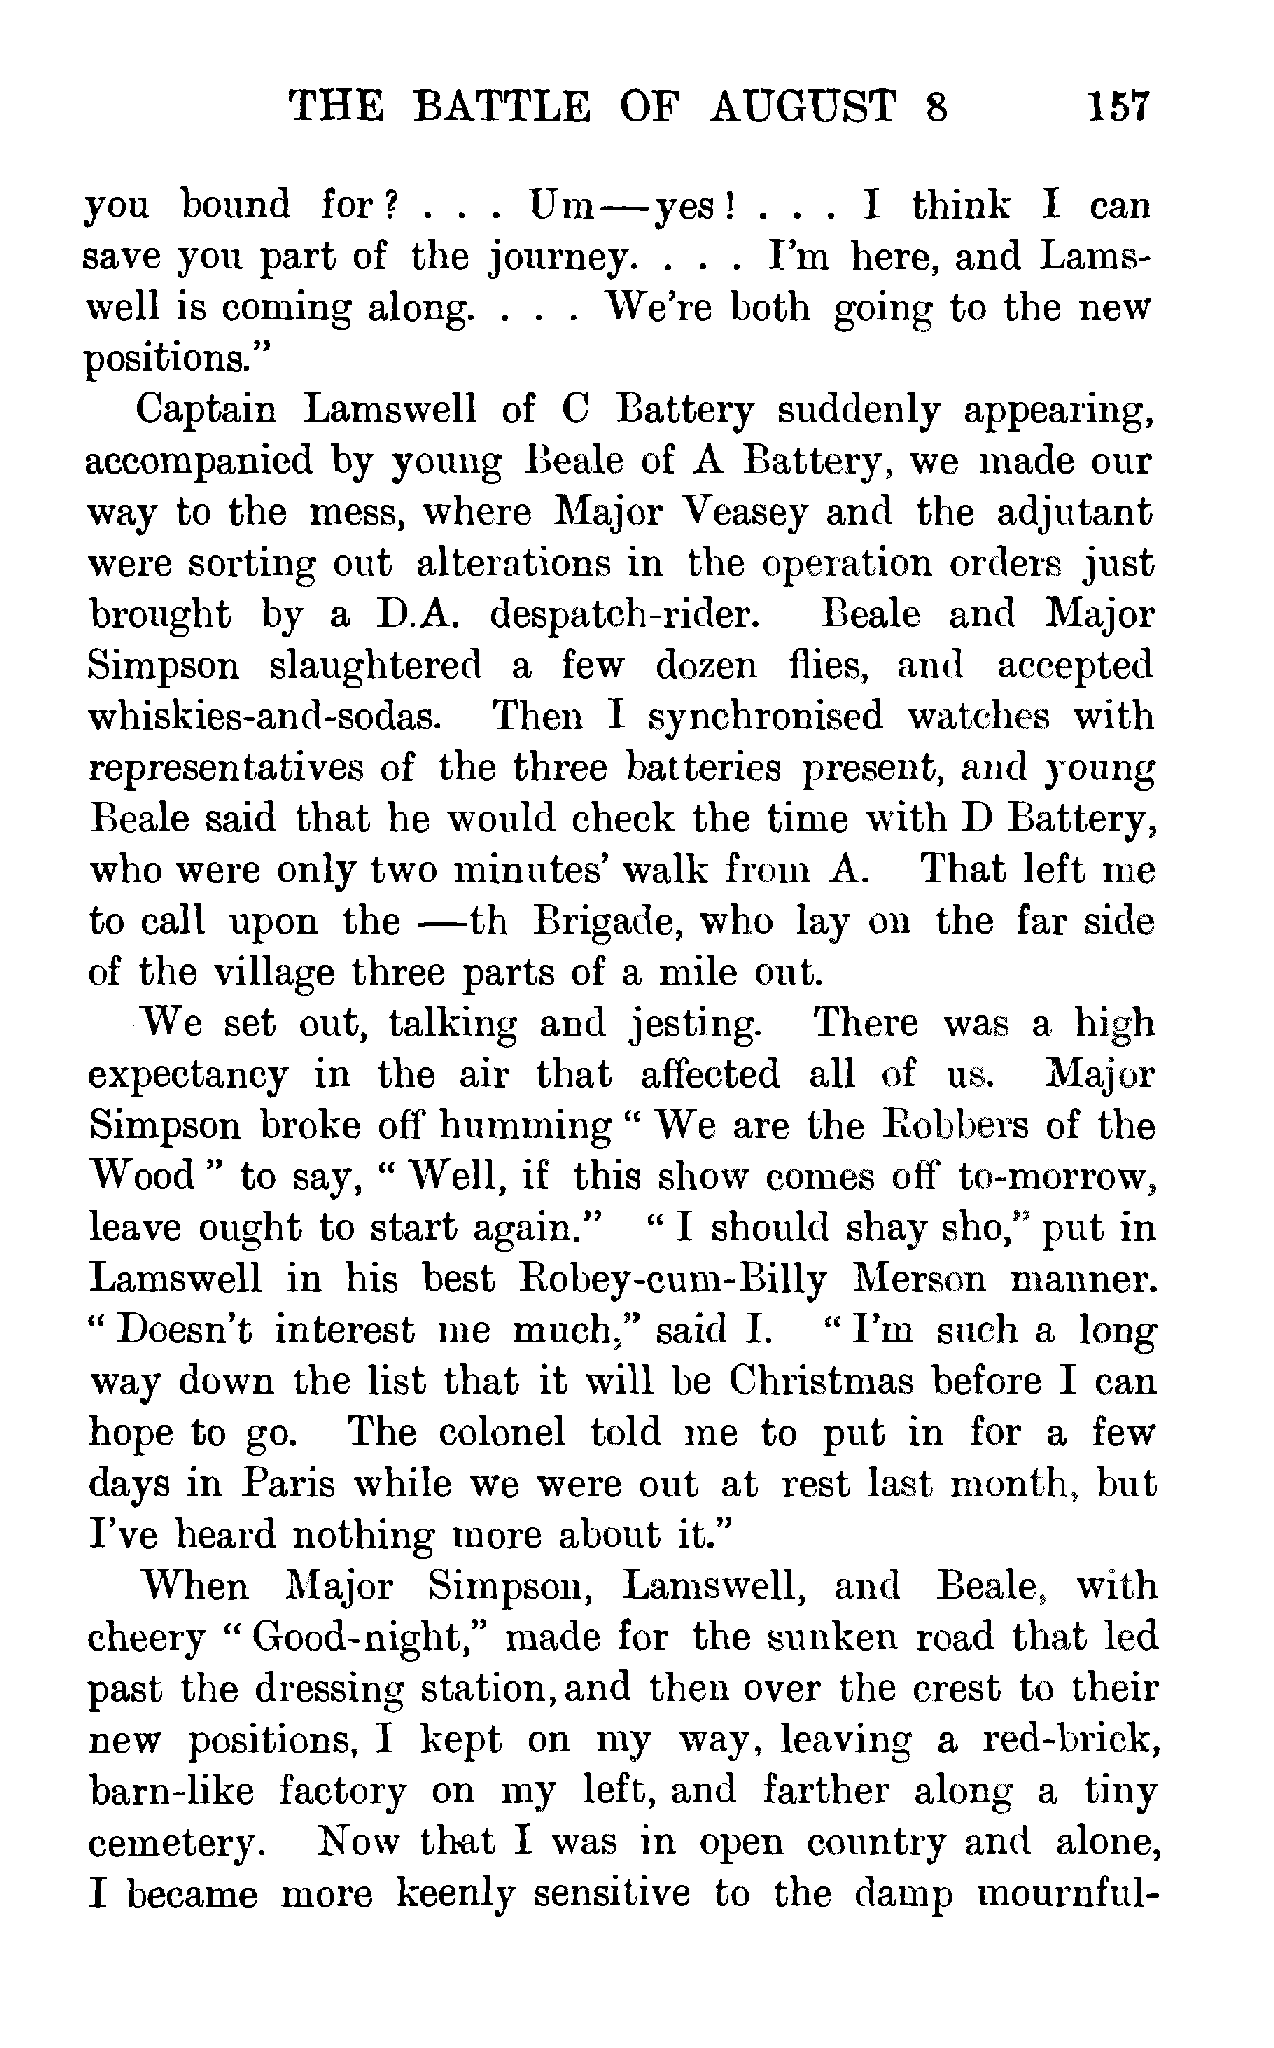 THE BATTLE OF AUGUST 8 157
you bound for ? . . . Um—yes ! . . . I think I can
save you part of the journey. . . . I'm here, and Lams-
well is coming along. . . . We're both going to the new
positions."
Captain Lamswell of C Battery suddenly appearing,
accompanied by young Beale of A Battery, we made our
way to the mess, where Major Veasey and the adjutant
were sorting out alterations in the operation orders just
brought by a D.A. despatch-rider. Beale and Major
Simpson slaughtered a few dozen flies, and accepted
whiskies-and-sodas. Then I synchronised watches with
representatives of the three batteries present, and young
Beale said that he would check the time with D Battery,
who were only two minutes' walk from A. That left me
to call upon the —th Brigade, who lay on the far side
of the village three parts of a mile out.
We set out, talking and jesting. There was a high
expectancy in the air that affected all of us. Major
Simpson broke off humming " We are the Robbers of the
Wood " to say, " Well, if this show comes off to-morrow,
leave ought to start again." " I should shay sho," put in
Lamswell in his best Robey-cum-Billy Merson manner.
" Doesn't interest me much," said I. " I'm such a long
way down the list that it will be Christmas before I can
hope to go. The colonel told me to put in for a few
days in Paris while we were out at rest last month, but
I've heard nothing more about it."
When Major Simpson, Lamswell, and Beale, with
cheery " Good-night," made for the sunken road that led
past the dressing station, and then over the crest to their
new positions, I kept on my way, leaving a red-brick,
barn-like factory on my left, and farther along a tiny
cemetery. Now that I was in open country and alone,
I became more keenly sensitive to the damp mournful-